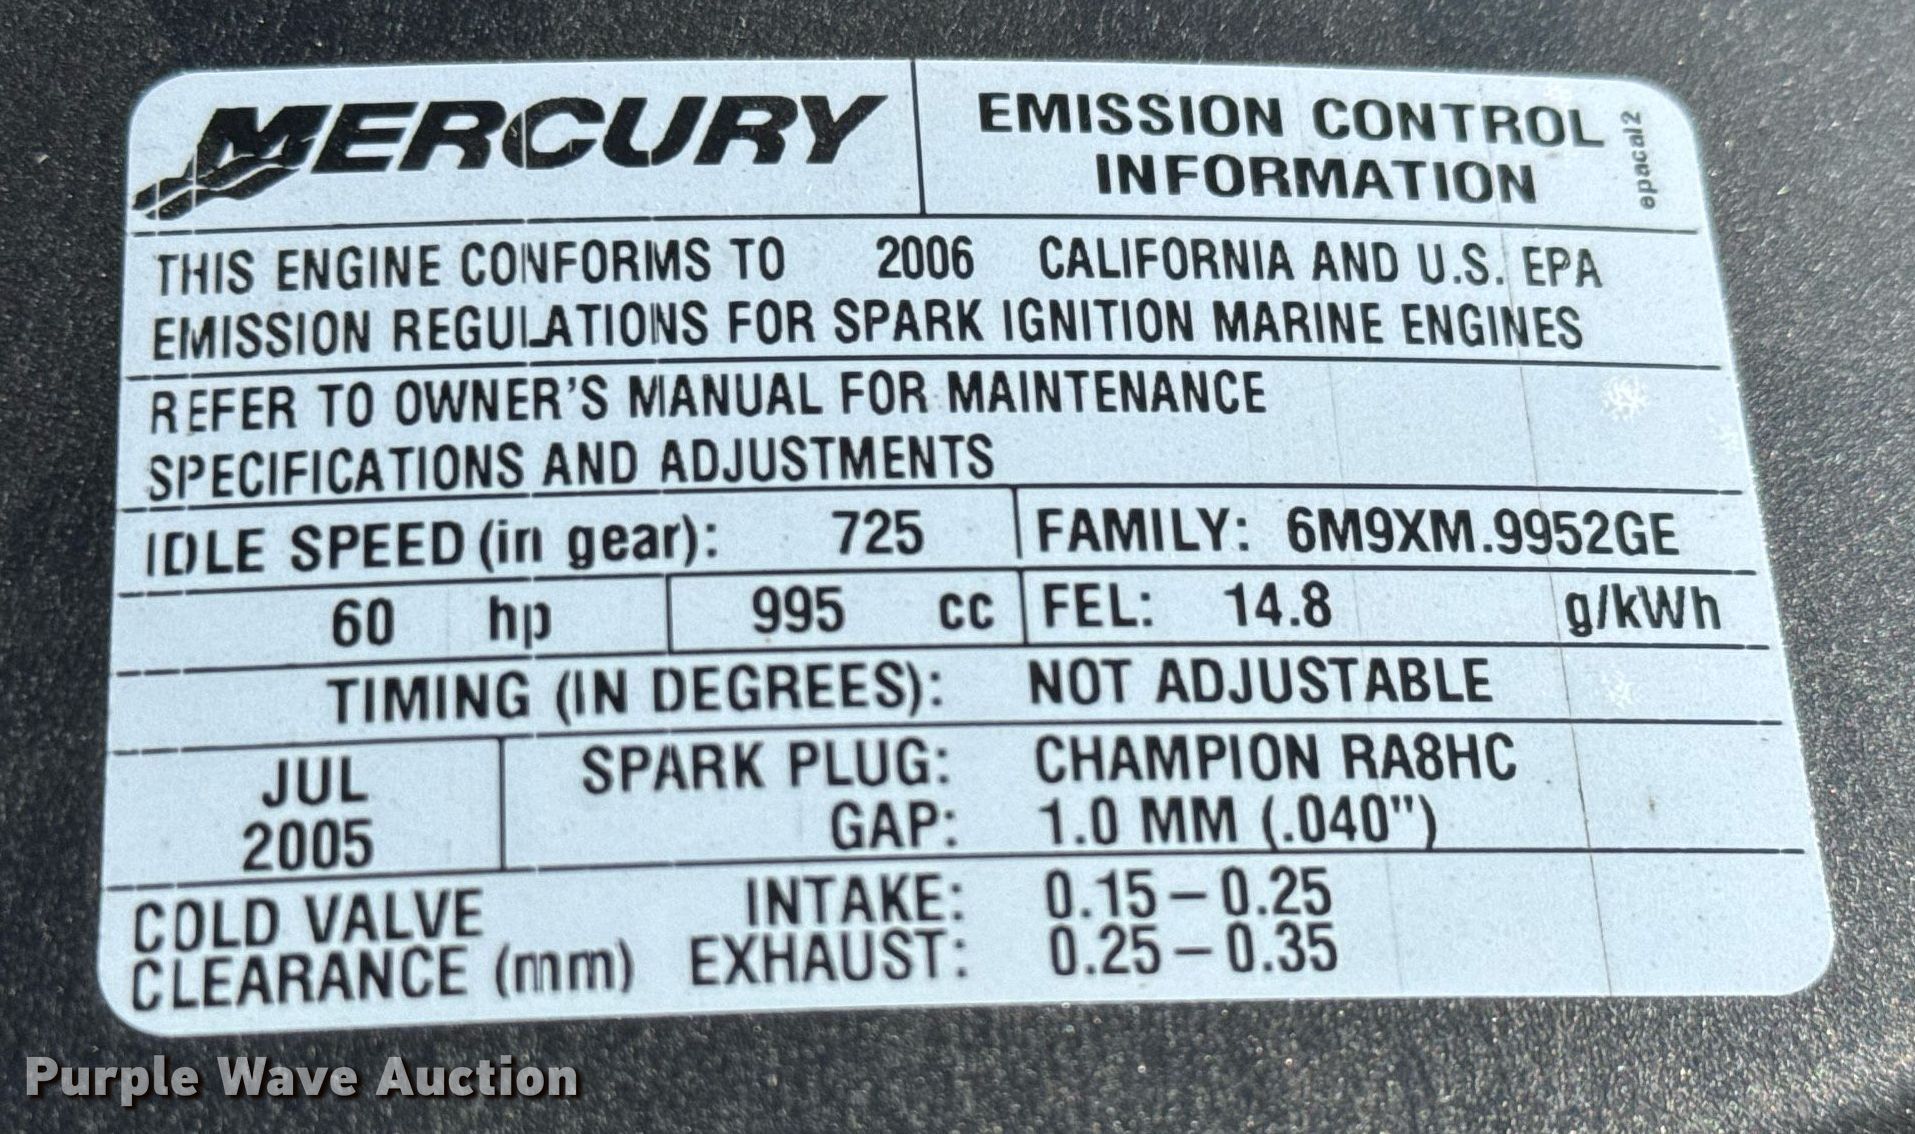 MERCURY
EMISSION CONTROL
INFORMATION
epacal2
THIS ENGINE CONFORMS TO 2006 CALIFORNIA AND U.S. EPA
EMISSION REGULATIONS FOR SPARK IGNITION MARINE ENGINES
REFER TO OWNER'S MANUAL FOR MAINTENANCE
SPECIFICATIONS AND ADJUSTMENTS
IDLE SPEED (in gear): 725 FAMILY: 6M9XM.9952GE
60 hp 995 cc FEL: 14.8 g/kWh
TIMING (IN DEGREES): NOT ADJUSTABLE
JUL
2005
SPARK PLUG: CHAMPION RA8HC
GAP: 1.0 MM (.040")
COLD VALVE
CLEARANCE (mm)
INTAKE: 0.15 – 0.25
EXHAUST: 0.25 – 0.35
Purple Wave Auction